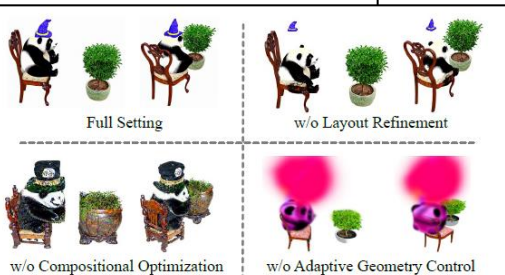 Full Setting
w/o Layout Refinement
w/o Compositional Optimization
w/o Adaptive Geometry Control